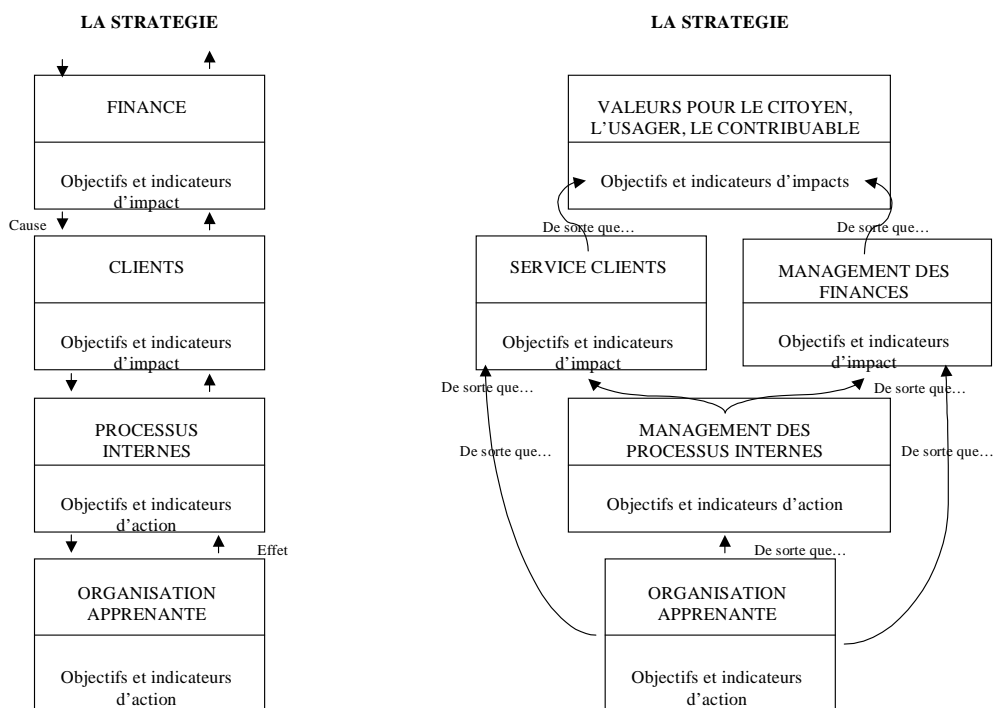 LA STRATEGIE
FINANCE
Objectifs et indicateurs
d'impact
Cause
CLIENTS
Objectifs et indicateurs
d'impact
PROCESSUS
INTERNES
Objectifs et indicateurs
d'action
Effet
ORGANISATION
APPRENANTE
Objectifs et indicateurs
d'action
LA STRATEGIE
VALEURS POUR LE CITOYEN,
L'USAGER, LE CONTRIBUABLE
Objectifs et indicateurs d'impacts
De sorte que…
De sorte que…
SERVICE CLIENTS
Objectifs et indicateurs
d'impact
MANAGEMENT DES
FINANCES
Objectifs et indicateurs
d'impact
De sorte que…
De sorte que…
MANAGEMENT DES
PROCESSUS INTERNES
De sorte que…
De sorte que…
Objectifs et indicateurs d'action
De sorte que…
ORGANISATION
APPRENANTE
Objectifs et indicateurs
d'action